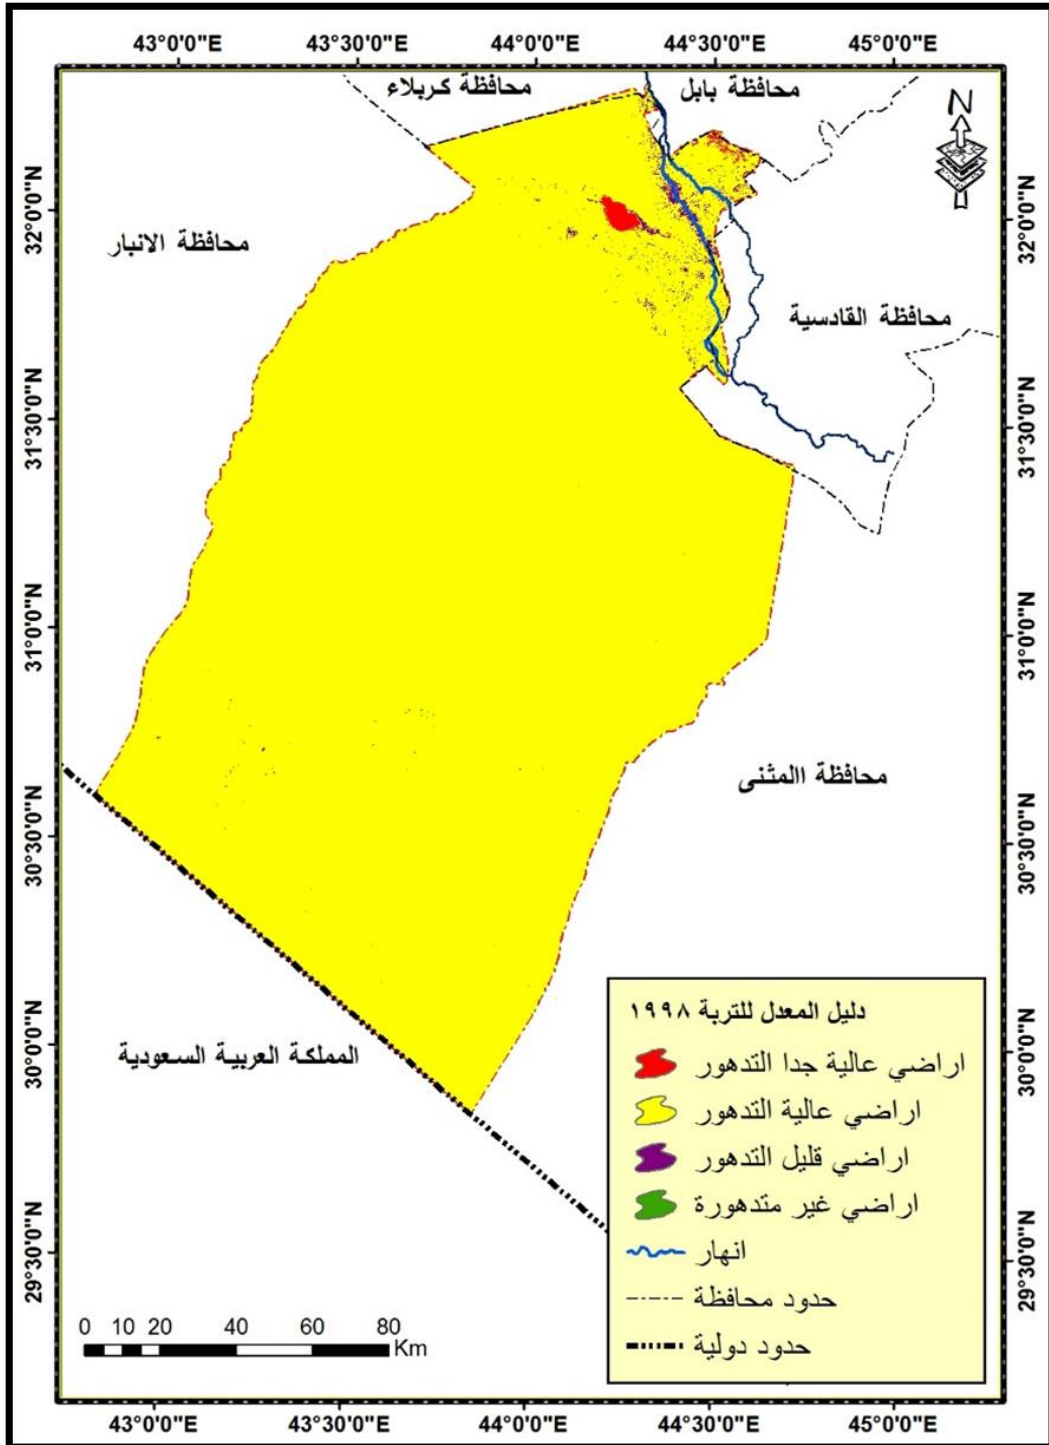 43°0'0"E 43°30'0"E 44°0'0"E 44°30'0"E 45°0'0"E
محافظة كربلاء
محافظة بابل
N
32°0'0"N
32°0'0"N
محافظة الانبار
محافظة القادسية
31°30'0"N
31°30'0"N
31°0'0"N
31°0'0"N
محافظة االمثنى
30°30'0"N
30°30'0"N
30°0'0"N
30°0'0"N
المملكة العربية السعودية
دليل المعدل للتربة ١٩٩٨
اراضي عالية جدا التدهور
اراضي عالية التدهور
اراضي قليل التدهور
اراضي غير متدهورة
انهار
حدود محافظة
حدود دولية
29°30'0"N
29°30'0"N
0 10 20 40 60 80
Km
43°0'0"E 43°30'0"E 44°0'0"E 44°30'0"E 45°0'0"E